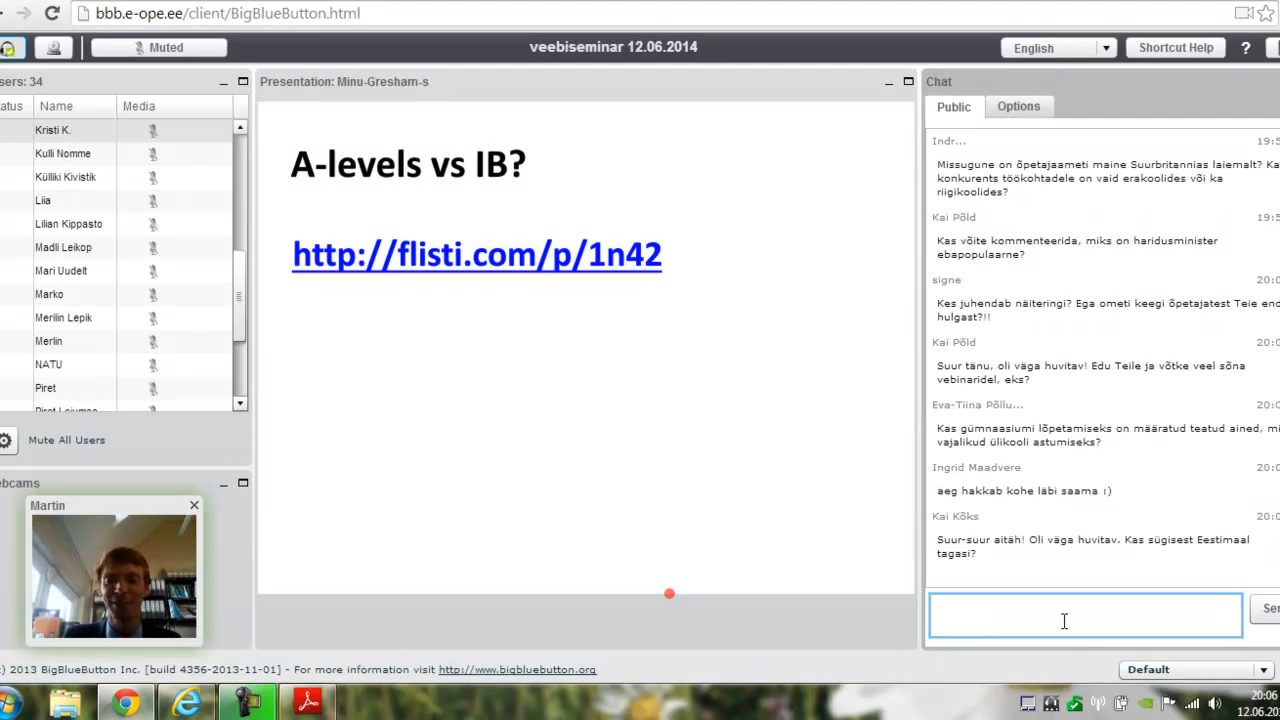 bbb.e-ope.ee/client/BigBlueButton.html
Muted
veebiseminar 12.06.2014
English
Shortcut Help
?
sers: 34
tatus
Name
Media
Kristi K.
Kulli Nomme
Külliki Kivistik
Liia
Lilian Kippasto
Madli Leikop
Mari Uudelt
Marko
Merilin Lepik
Merlin
NATU
Piret
Mute All Users
ebcams
Martin
Presentation: Minu-Gresham-s
A-levels vs IB?
http://flisti.com/p/1n42
Chat
Public
Options
Indr...
19:5
Missugune on õpetajaameti maine Suurbritannias laiemalt? Ka
konkurents töökohtadele on vaid erakoolides või ka
riigikoolides?
Kai Põld
19:5
Kas võite kommenteerida, miks on haridusminister
ebapopulaarne?
signe
20:0
Kes juhendab näiteringi? Ega ometi keegi õpetajatest Teie end
hulgast?!!
Kai Põld
20:0
Suur tänu, oli väga huvitav! Edu Teile ja võtke veel sõna
vebinaridel, eks?
Eva-Tiina Põllu...
20:0
Kas gümnaasiumi lõpetamiseks on määratud teatud ained, mi
vajalikud ülikooli astumiseks?
Ingrid Maadvere
20:0
aeg hakkab kohe läbi saama :)
Kai Kõks
20:0
Suur-suur aitäh! Oli väga huvitav. Kas sügisest Eestimaal
tagasi?
Ser
c) 2013 BigBlueButton Inc. [build 4356-2013-11-01] - For more information visit http://www.bigbluebutton.org
Default
20:06
12.06.20